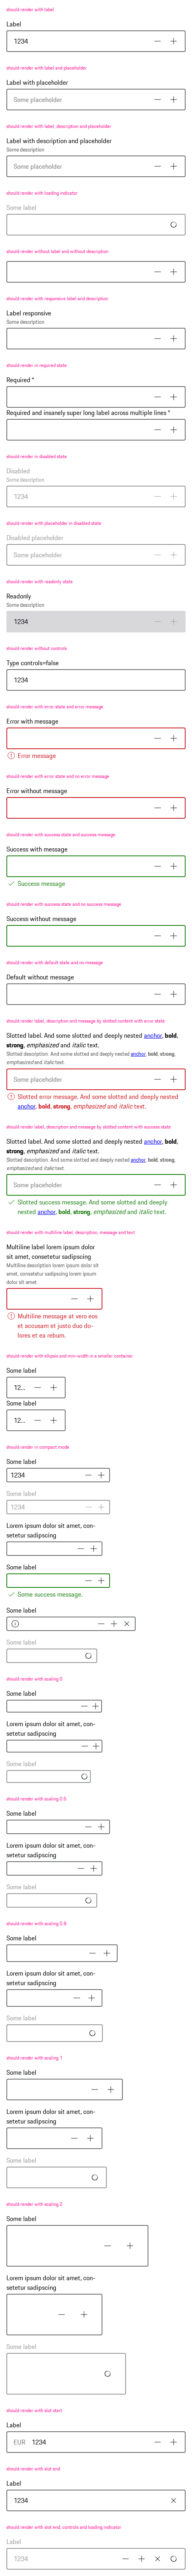 should render with label
Label
1234
should render with label and placeholder
Label with placeholder
Some placeholder
should render with label, description and placeholder
Label with description and placeholder
Some description
Some placeholder
should render with loading indicator
Some label
should render without label and without description
should render with responsive label and description
Label responsive
Some description
should render in required state
Required *
Required and insanely super long label across multiple lines *
should render in disabled state
Disabled
Some description
1234
should render with placeholder in disabled state
Disabled placeholder
Some placeholder
should render with readonly state
Readonly
Some description
1234
should render without controls
Type controls=false
1234
should render with error state and error message
Error with message
Error message
should render with error state and no error message
Error without message
should render with success state and success message
Success with message
Success message
should render with success state and no success message
Success without message
should render with default state and no message
Default without message
should render label, description and message by slotted content with error state
Slotted label. And some slotted and deeply nested anchor, bold,
strong, emphasized and italic text.
Slotted description. And some slotted and deeply nested anchor, bold, strong,
emphasized and italic text.
Some placeholder
Slotted error message. And some slotted and deeply nested
anchor, bold, strong, emphasized and italic text.
should render label, description and message by slotted content with success state
Slotted label. And some slotted and deeply nested anchor, bold,
strong, emphasized and italic text.
Slotted description. And some slotted and deeply nested anchor, bold, strong,
emphasized and italic text.
Some placeholder
Slotted success message. And some slotted and deeply
nested anchor, bold, strong, emphasized and italic text.
should render with multiline label, description, message and text
Multiline label lorem ipsum dolor
sit amet, consetetur sadipscing
Multiline description lorem ipsum dolor sit
amet, consetetur sadipscing lorem ipsum
dolor sit amet
Multiline message at vero eos
et accusam et justo duo do-
lores et ea rebum.
should render with ellipsis and min-width in a smaller container
Some label
12...
Some label
12...
should render in compact mode
Some label
1234
Some label
1234
Lorem ipsum dolor sit amet, con-
setetur sadipscing
Some label
Some success message.
Some label
Some label
should render with scaling 0
Some label
Lorem ipsum dolor sit amet, con-
setetur sadipscing
Some label
should render with scaling 0.5
Some label
Lorem ipsum dolor sit amet, con-
setetur sadipscing
Some label
should render with scaling 0.8
Some label
Lorem ipsum dolor sit amet, con-
setetur sadipscing
Some label
should render with scaling 1
Some label
Lorem ipsum dolor sit amet, con-
setetur sadipscing
Some label
should render with scaling 2
Some label
Lorem ipsum dolor sit amet, con-
setetur sadipscing
Some label
should render with slot start
Label
EUR 1234
should render with slot end
Label
1234
should render with slot end, controls and loading indicator
Label
1234